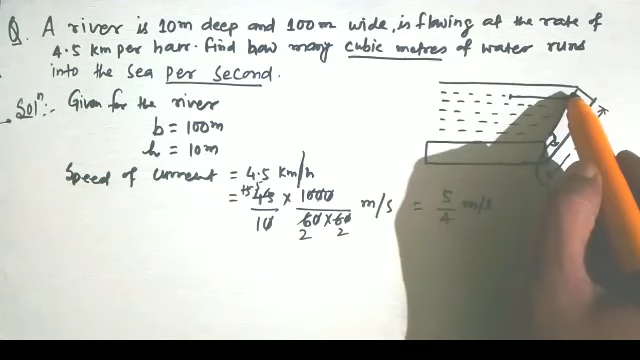 Q. A river is 10m deep and 100m wide, is flowing at the rate of
4.5 km per hour. find how many cubic metres of water runs
into the sea per second.
Solⁿ:- Given for the river
b = 100m
h = 10m
Speed of current = 4.5 km/h
= 45/10 × 1000/60×60 m/s = 5/4 m/s